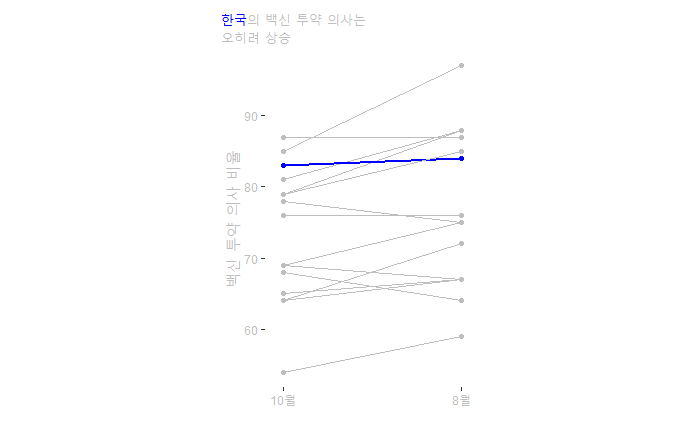 한국의 백신 투약 의사는
오히려 상승
백신 투약 의사 비율
90
80
70
60
10월
8월